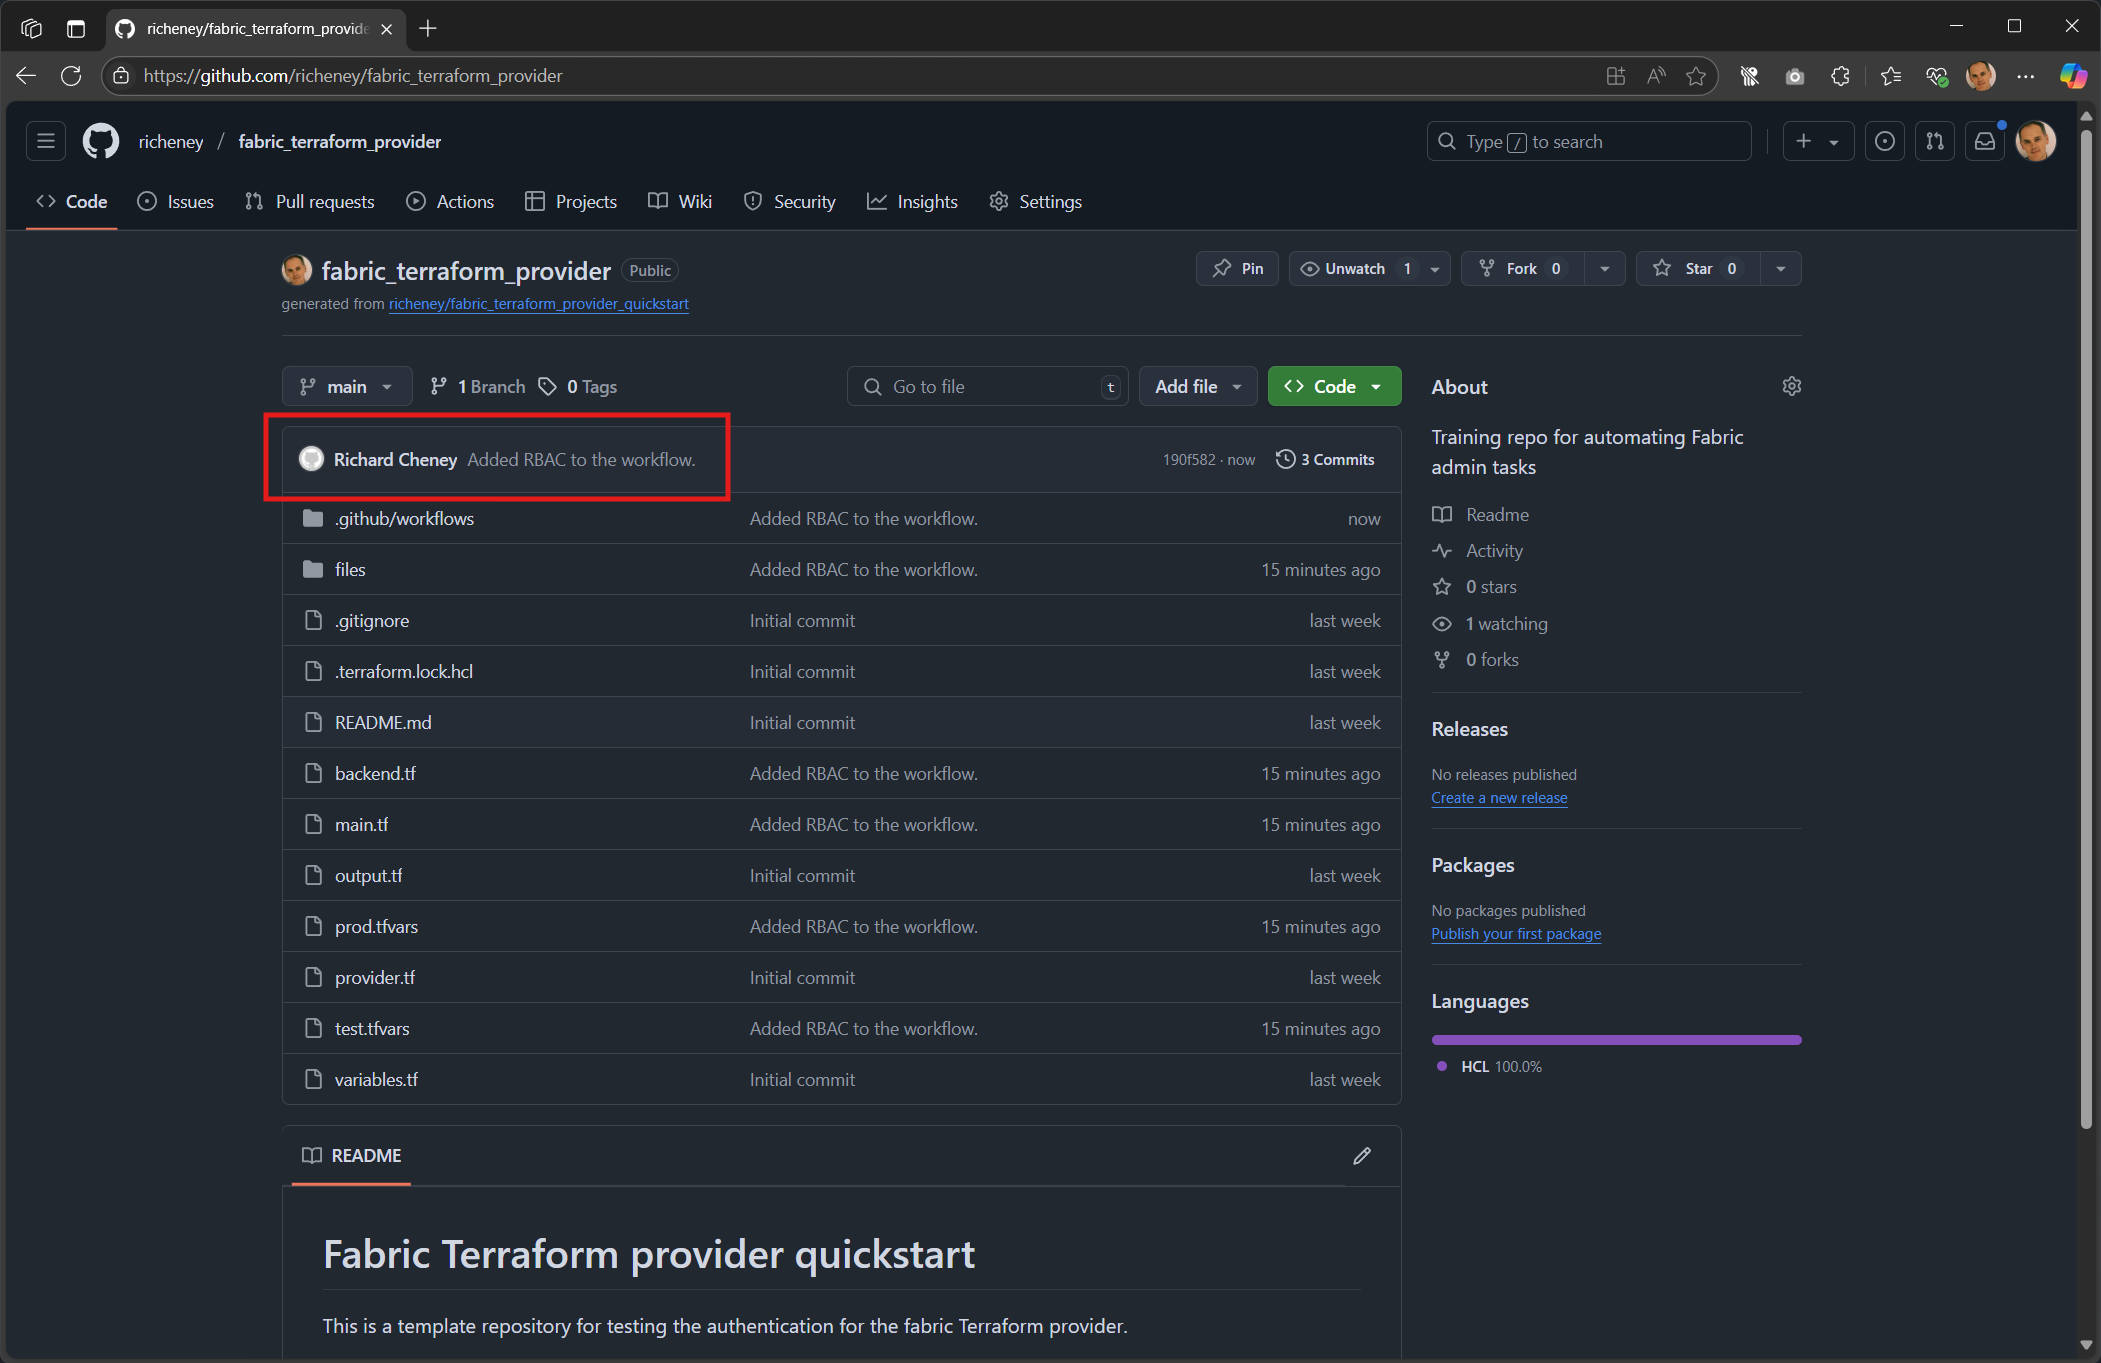 richeney/fabric_terraform_provide
https://github.com/richeney/fabric_terraform_provider
richeney / fabric_terraform_provider
Type / to search
Code Issues Pull requests Actions Projects Wiki Security Insights Settings
fabric_terraform_provider Public
Pin Unwatch 1 Fork 0 Star 0
generated from richeney/fabric_terraform_provider_quickstart
main 1 Branch 0 Tags Go to file t Add file Code
Richard Cheney Added RBAC to the workflow. 190f582 · now 3 Commits
.github/workflows Added RBAC to the workflow. now
files Added RBAC to the workflow. 15 minutes ago
.gitignore Initial commit last week
.terraform.lock.hcl Initial commit last week
README.md Initial commit last week
backend.tf Added RBAC to the workflow. 15 minutes ago
main.tf Added RBAC to the workflow. 15 minutes ago
output.tf Initial commit last week
prod.tfvars Added RBAC to the workflow. 15 minutes ago
provider.tf Initial commit last week
test.tfvars Added RBAC to the workflow. 15 minutes ago
variables.tf Initial commit last week
README
Fabric Terraform provider quickstart
This is a template repository for testing the authentication for the fabric Terraform provider.
About
Training repo for automating Fabric
admin tasks
Readme
Activity
0 stars
1 watching
0 forks
Releases
No releases published
Create a new release
Packages
No packages published
Publish your first package
Languages
HCL 100.0%